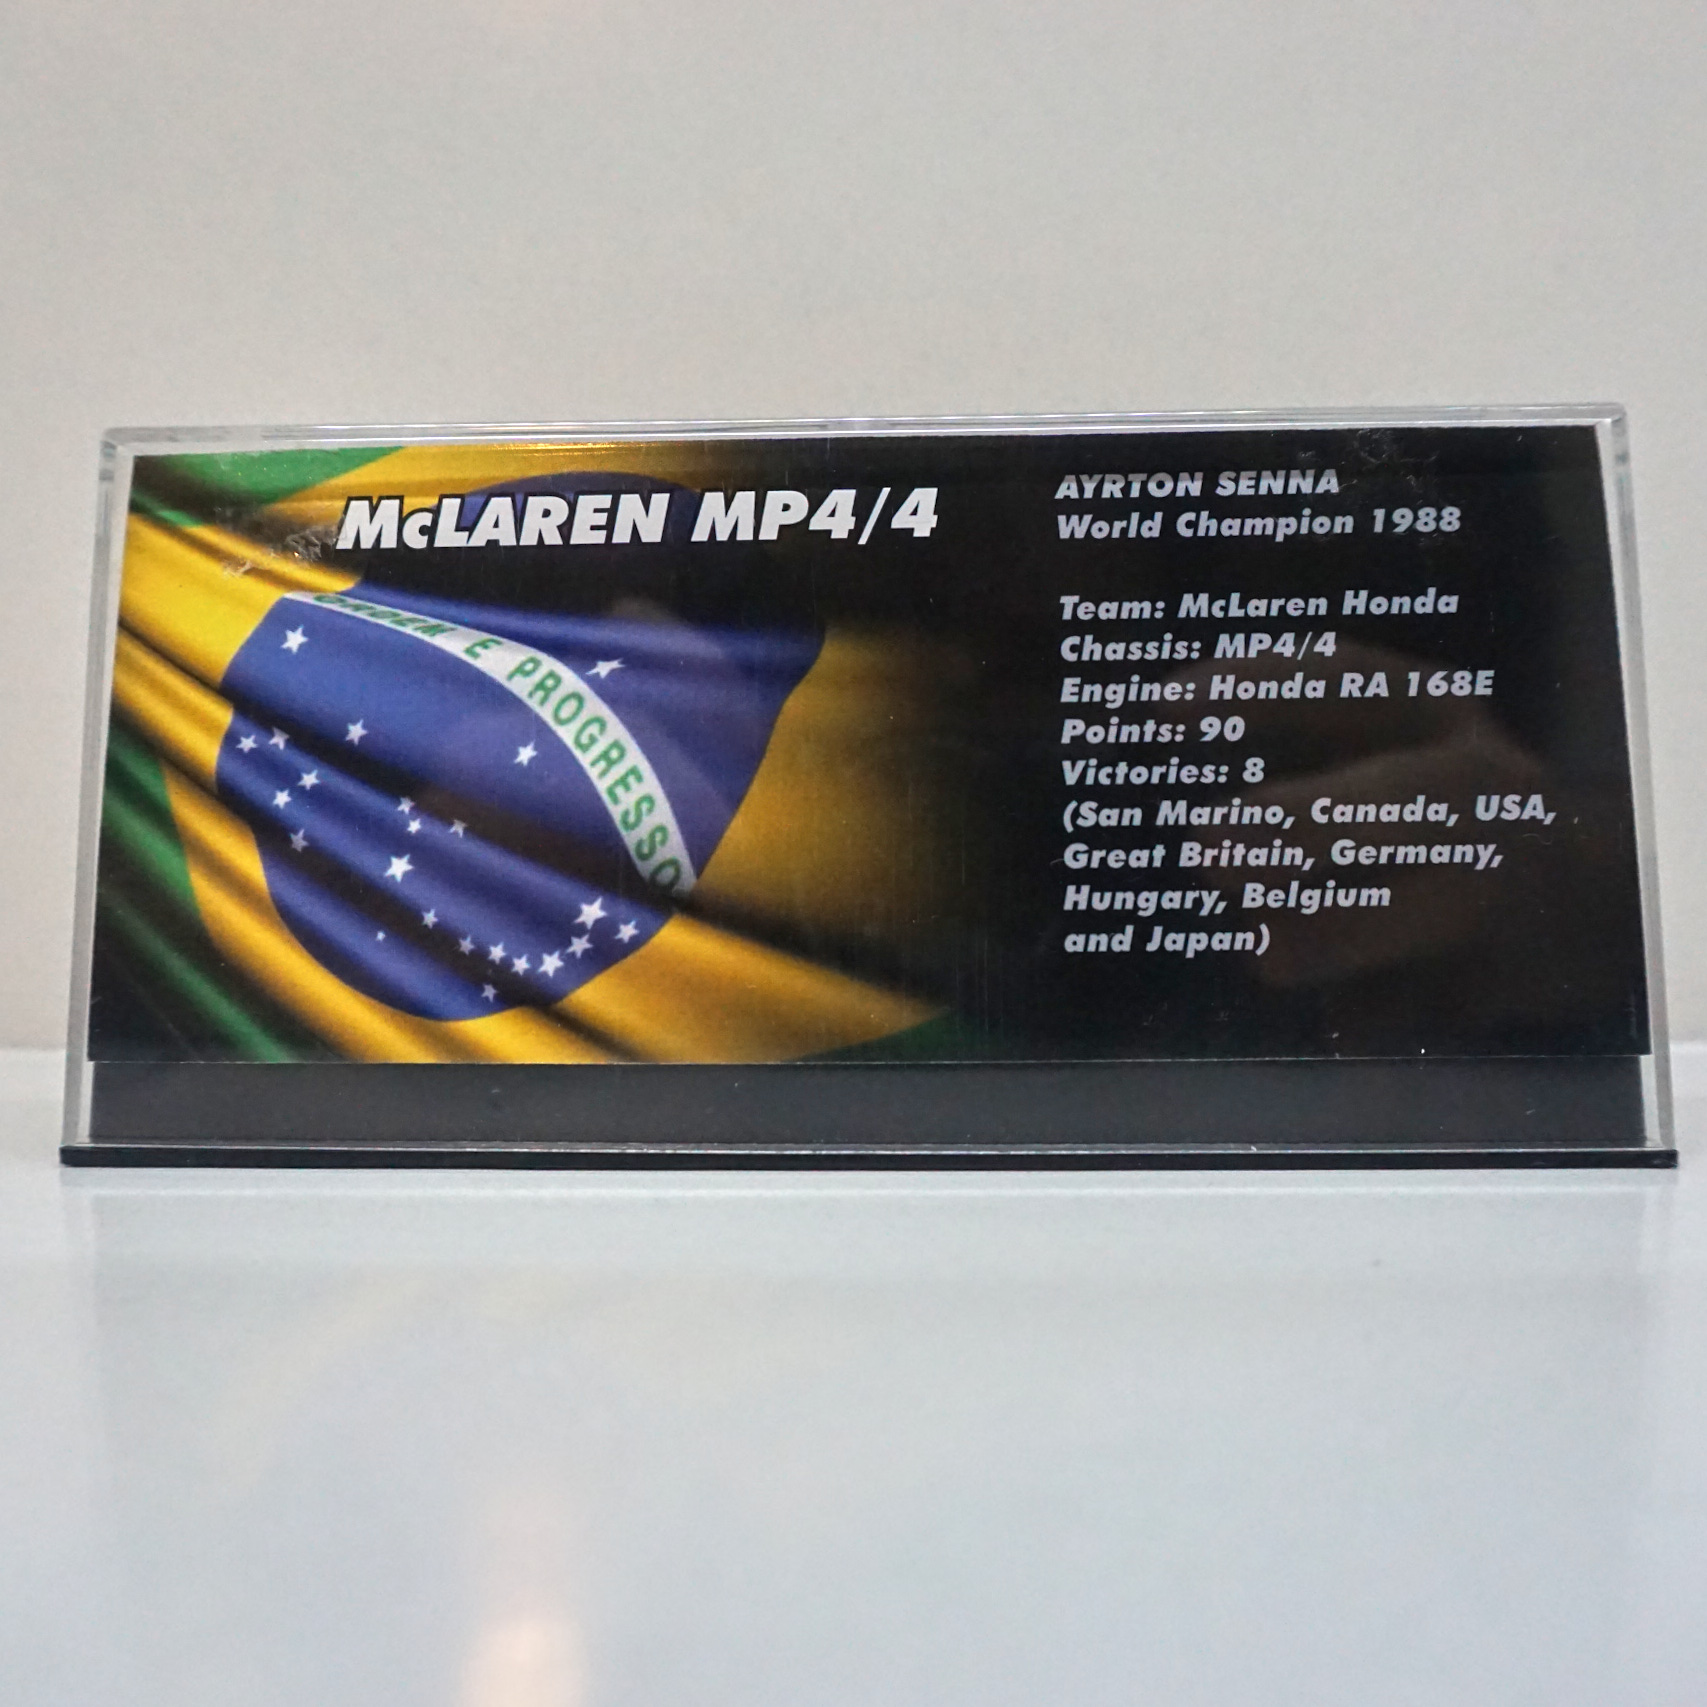 McLAREN MP4/4
ORDEM E PROGRESSO
AYRTON SENNA
World Champion 1988
Team: McLaren Honda
Chassis: MP4/4
Engine: Honda RA 168E
Points: 90
Victories: 8
(San Marino, Canada, USA,
Great Britain, Germany,
Hungary, Belgium
and Japan)